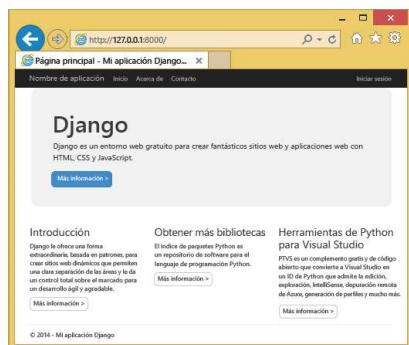 http://127.0.0.1:8000/
Página principal - Mi aplicación Django...
Nombre de aplicación Inicio Acerca de Contacto Iniciar sesión
Django
Django es un entorno web gratuito para crear fantásticos sitios web y aplicaciones web con
HTML, CSS y JavaScript.
Más información >
Introducción
Django le ofrece una forma
extraordinaria, basada en patrones, para
crear sitios web dinámicos que permiten
una clara separación de las áreas y le da
un control total sobre el marcado para
un desarrollo ágil y agradable.
Más información >
Obtener más bibliotecas
El índice de paquetes Python es
un repositorio de software para el
lenguaje de programación Python.
Más información >
Herramientas de Python
para Visual Studio
PTVS es un complemento gratis y de código
abierto que convierte a Visual Studio en
un ID de Python que admite la edición,
exploración, IntelliSense, depuración remota
de Azure, generación de perfiles y mucho más.
Más información >
© 2014 - Mi aplicación Django